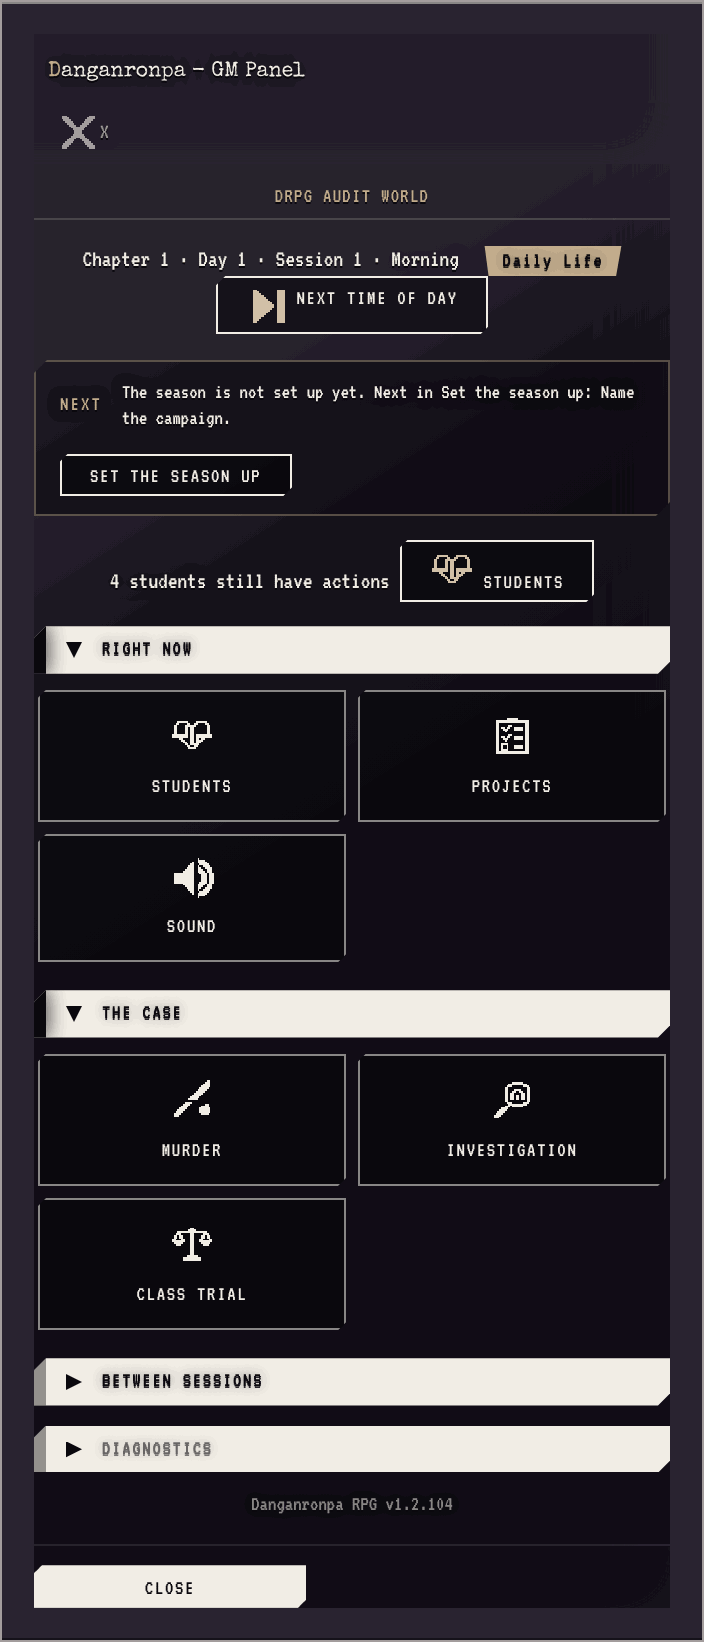 Danganronpa — GM Panel
X
DRPG AUDIT WORLD
Chapter 1 · Day 1 · Session 1 · Morning Daily Life
NEXT TIME OF DAY
NEXT
The season is not set up yet. Next in Set the season up: Name
the campaign.
SET THE SEASON UP
4 students still have actions STUDENTS
RIGHT NOW
STUDENTS PROJECTS
SOUND
THE CASE
MURDER INVESTIGATION
CLASS TRIAL
BETWEEN SESSIONS
DIAGNOSTICS
Danganronpa RPG v1.2.104
CLOSE